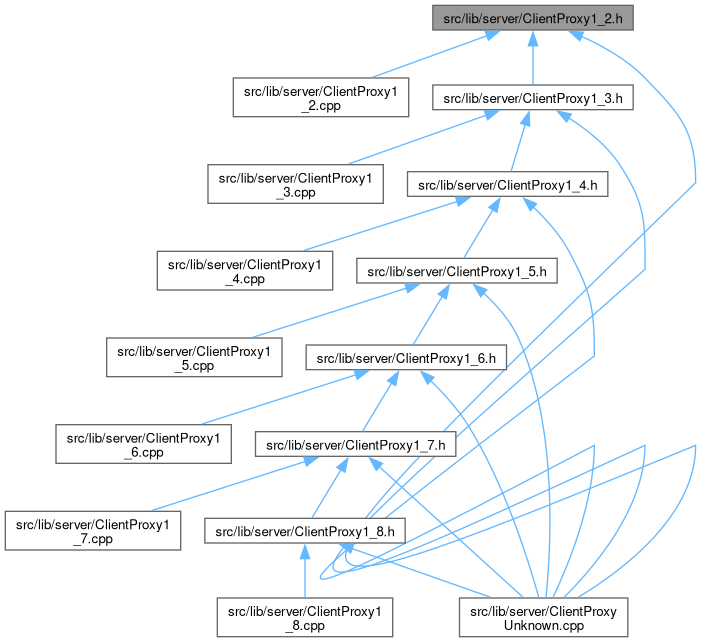 src/lib/server/ClientProxy1_2.h
src/lib/server/ClientProxy1
_2.cpp
src/lib/server/ClientProxy1_3.h
src/lib/server/ClientProxy1
_3.cpp
src/lib/server/ClientProxy1_4.h
src/lib/server/ClientProxy1
_4.cpp
src/lib/server/ClientProxy1_5.h
src/lib/server/ClientProxy1
_5.cpp
src/lib/server/ClientProxy1_6.h
src/lib/server/ClientProxy1
_6.cpp
src/lib/server/ClientProxy1_7.h
src/lib/server/ClientProxy1
_7.cpp
src/lib/server/ClientProxy1_8.h
src/lib/server/ClientProxy1
_8.cpp
src/lib/server/ClientProxy
Unknown.cpp